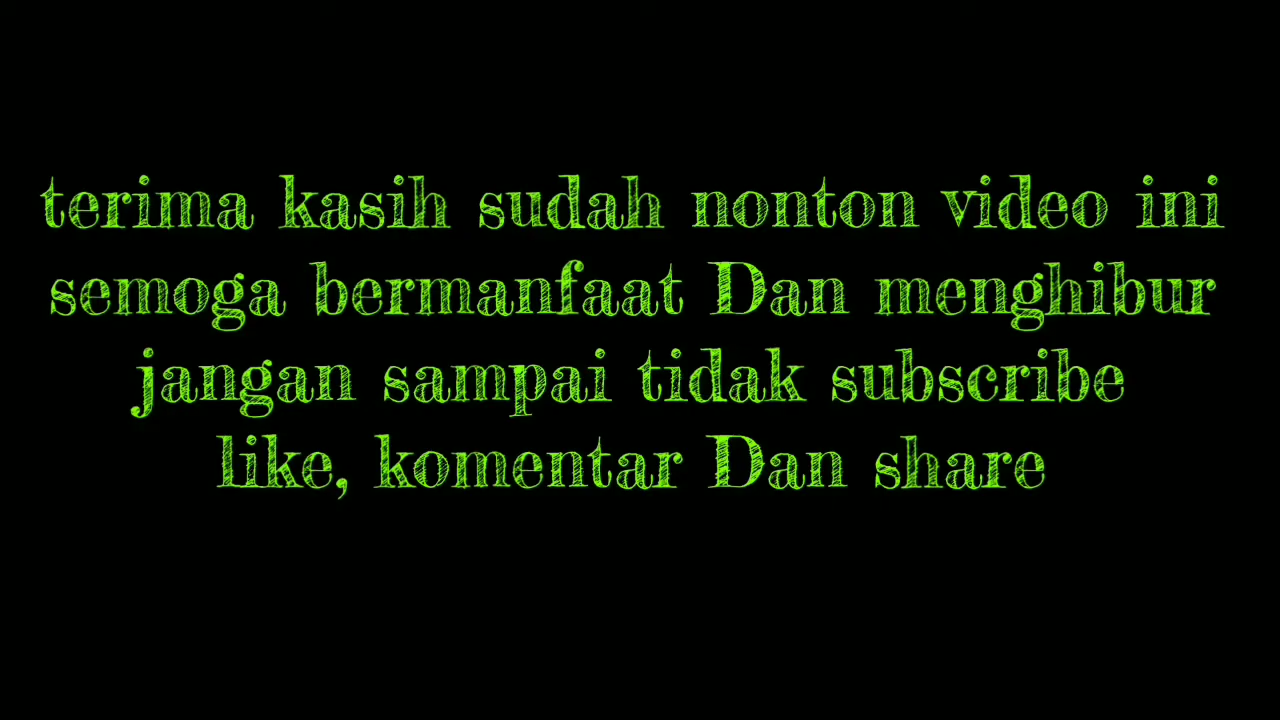 terima kasih sudah nonton video ini
semoga bermanfaat Dan menghibur
jangan sampai tidak subscribe
like, komentar Dan share